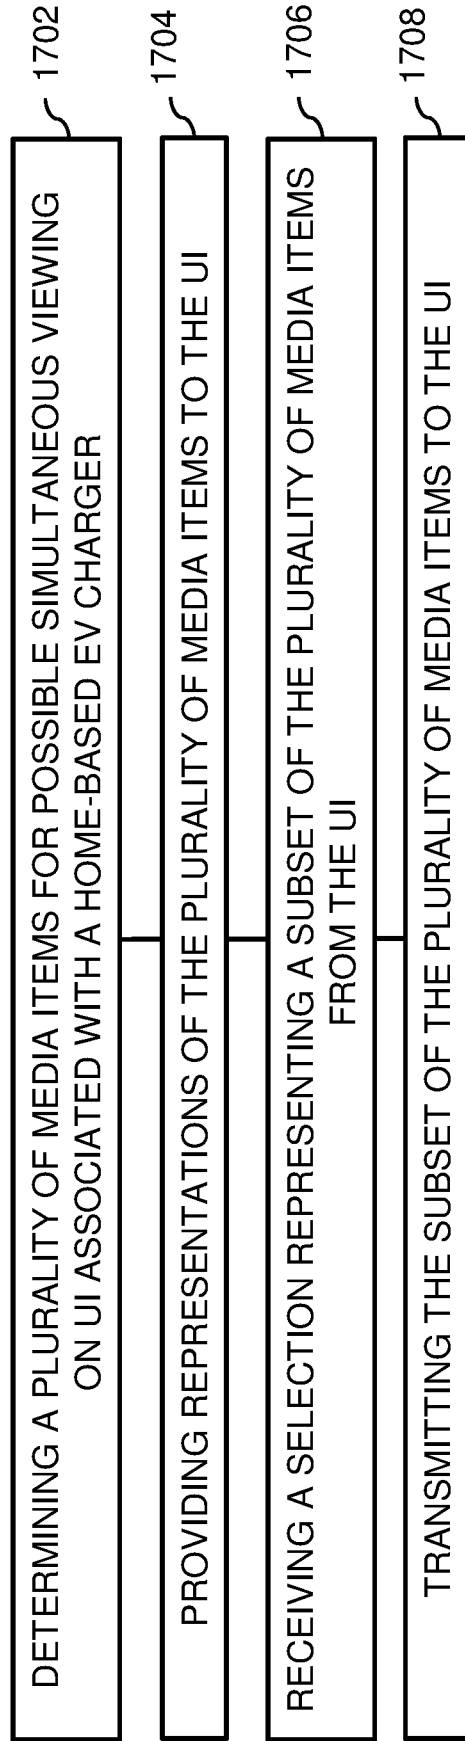 DETERMINING A PLURALITY OF MEDIA ITEMS FOR POSSIBLE SIMULTANEOUS VIEWING
ON UI ASSOCIATED WITH A HOME-BASED EV CHARGER
1702
PROVIDING REPRESENTATIONS OF THE PLURALITY OF MEDIA ITEMS TO THE UI
1704
RECEIVING A SELECTION REPRESENTING A SUBSET OF THE PLURALITY OF MEDIA ITEMS
FROM THE UI
1706
TRANSMITTING THE SUBSET OF THE PLURALITY OF MEDIA ITEMS TO THE UI
1708